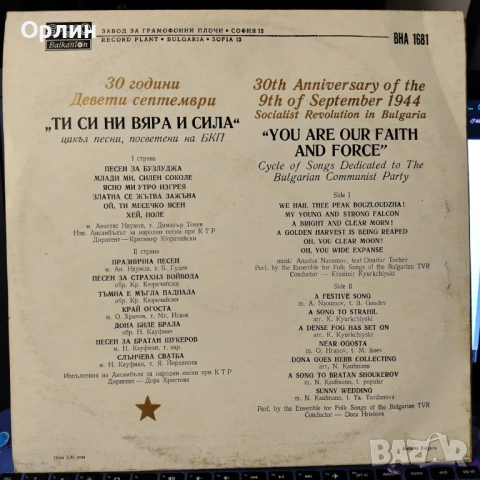 Орлин
Balkanton
ЗАВОД ЗА ГРАМОФОННИ ПЛОЧИ • СОФИЯ 12
RECORD PLANT • BULGARIA • SOFIA 12
ВНА 1681
30 години
Девети септември
„ТИ СИ НИ ВЯРА И СИЛА“
цикъл песни, посветени на БКП
I страна
ПЕСЕН ЗА БУЗЛУДЖА
МЛАДИ МИ, СИЛЕН СОКОЛЕ
ЯСНО МИ УТРО ИЗГРЕЯ
ЗЛАТНА СЕ ЖЪТВА ЗАЖЪНА
ОЙ, ТИ МЕСЕЧКО ЯСЕН
ХЕЙ, ПОЛЕ
м. Анастас Наумов, т. Димитър Точев
Изп. Ансамбълът за народни песни при КТР
Диригент — Красимир Кюркчийски
II страна
ПРАЗНИЧНА ПЕСЕН
м. Ан. Наумов, т. Б. Гудев
ПЕСЕН ЗА СТРАХИЛ ВОЙВОДА
обр. Кр. Кюркчийски
ТЪМНА Е МЪГЛА ПАДНАЛА
обр. Кр. Кюркчийски
КРАЙ ОГОСТА
м. О. Хранов, т. Мл. Исаев
ДОНА БИЛЕ БРАЛА
обр. Н. Кауфман
ПЕСЕН ЗА БРАТАН ШУКЕРОВ
м. Н. Кауфман, т. нар.
СЛЪНЧЕВА СВАТБА
м. Н. Кауфман, т. Я. Йорданова
Изпълнения на Ансамбъла за народни песни при КТР
Диригент — Дора Христова
30th Anniversary of the
9th of September 1944
Socialist Revolution in Bulgaria
“YOU ARE OUR FAITH
AND FORCE”
Cycle of Songs Dedicated to The
Bulgarian Communist Party
Side I
WE HAIL THEE PEAK BOUZLOUDZHA!
MY YOUNG AND STRONG FALCON
A BRIGHT AND CLEAR MORN!
A GOLDEN HARVEST IS BEING REAPED
OH, YOU CLEAR MOON!
OH, YOU WIDE EXPANSE
music: Anastas Naoumov, text Dimiter Tochev
Perf. by the Ensemble for Folk Songs of the Bulgarian TVR
Conductor — Krassimir Kyurkchiyski
Side II
A FESTIVE SONG
m. A. Naoumov, t. B. Goudev
A SONG TO STRAHIL
arr. K. Kyurkchiyski
A DENSE FOG HAS SET ON
arr. K. Kyurkchiyski
NEAR OGOSTA
m. O. Hranov, t. M. Isaev
DONA GOES HERB COLLECTING
arr. N. Kaufmann
A SONG TO BRATAN SHOUKEROV
m. N. Kaufmann, t. popular
SUNNY WEDDING
m. N. Kaufmann, t. Ya. Yordanova
Perf. by the Ensemble for Folk Songs of the Bulgarian TVR
Conductor — Dora Hristova
BAZAR